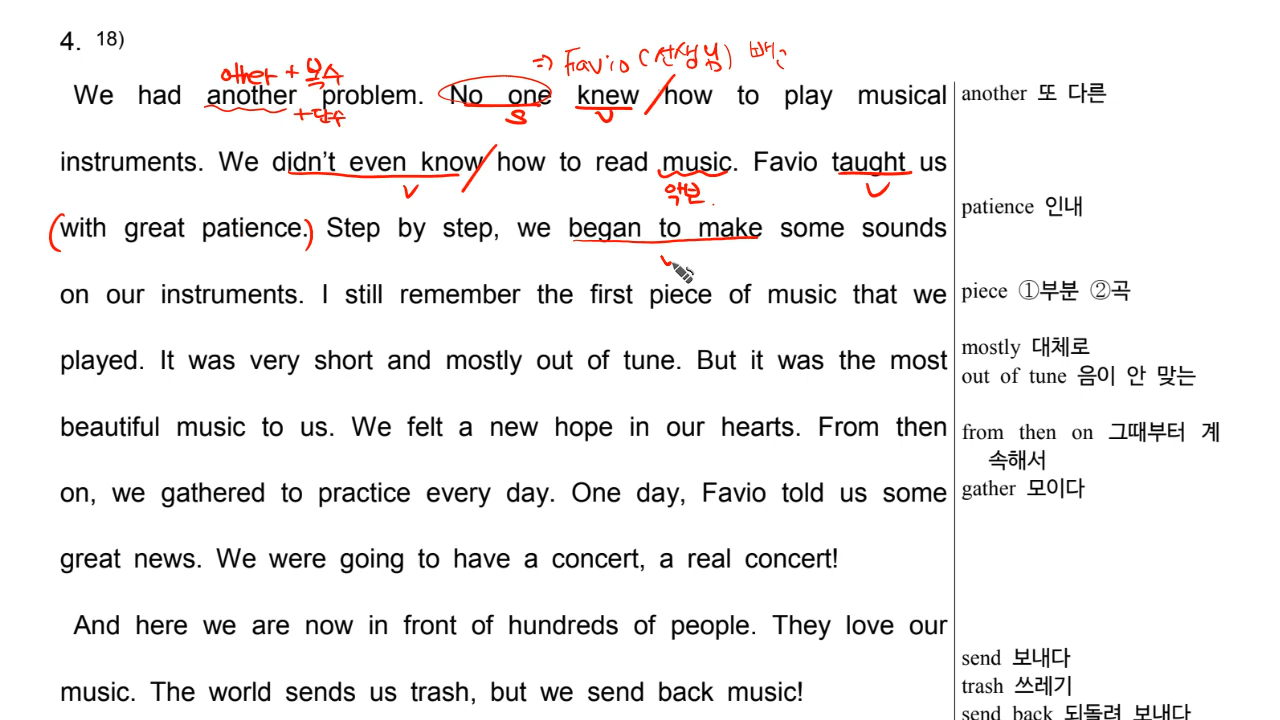 4. 18)
⇒ Favio (선생님) 빼
other + 복수
We had another problem. No one knew how to play musical
+ 단수
S
V
instruments. We didn't even know how to read music. Favio taught us
V
악보
V
with great patience. Step by step, we began to make some sounds
on our instruments. I still remember the first piece of music that we
played. It was very short and mostly out of tune. But it was the most
beautiful music to us. We felt a new hope in our hearts. From then
on, we gathered to practice every day. One day, Favio told us some
great news. We were going to have a concert, a real concert!
And here we are now in front of hundreds of people. They love our
music. The world sends us trash, but we send back music!
another 또 다른
patience 인내
piece ①부분 ②곡
mostly 대체로
out of tune 음이 안 맞는
from then on 그때부터 계
속해서
gather 모이다
send 보내다
trash 쓰레기
send back 되돌려 보내다